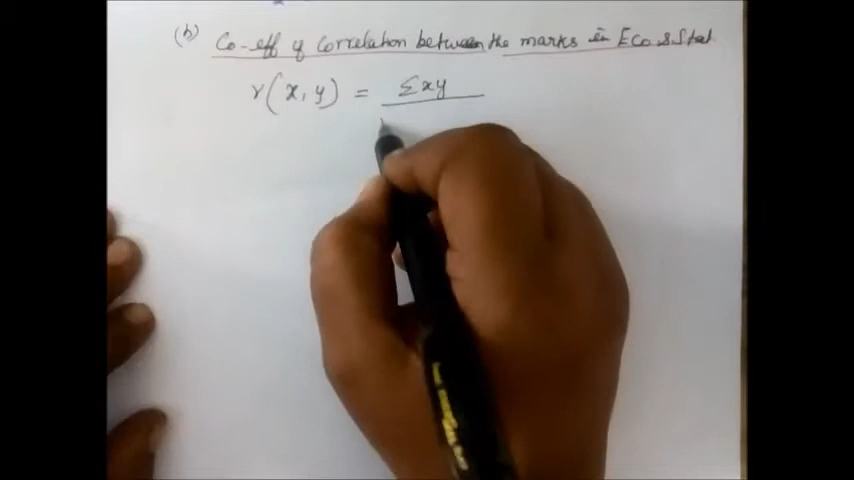 (b) Co-eff of Correlation between the marks in Eco & Stat
r(x, y) = Σxy